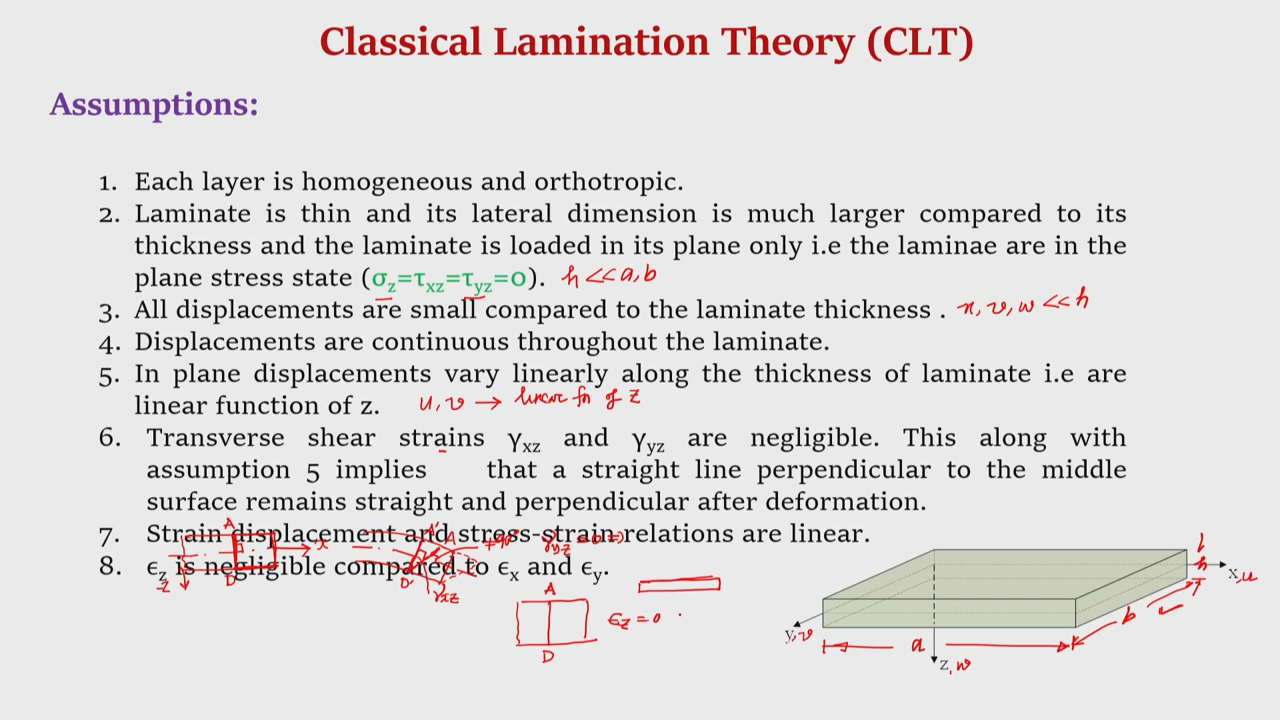 Classical Lamination Theory (CLT)
Assumptions:
1. Each layer is homogeneous and orthotropic.
2. Laminate is thin and its lateral dimension is much larger compared to its
thickness and the laminate is loaded in its plane only i.e the laminae are in the
plane stress state (σz=τxz=τyz=0). h<<a,b
3. All displacements are small compared to the laminate thickness . u, v, w << h
4. Displacements are continuous throughout the laminate.
5. In plane displacements vary linearly along the thickness of laminate i.e are
linear function of z. u, v → linear fn of z
6. Transverse shear strains γxz and γyz are negligible. This along with
assumption 5 implies that a straight line perpendicular to the middle
surface remains straight and perpendicular after deformation.
7. Strain displacement and stress-strain relations are linear.
8. ϵz is negligible compared to ϵx and ϵy.
A
x
z
D
A'
A
D'
γxz
γyz
A
D
ϵz = 0
h
x,u
b
y,v
a
z,w